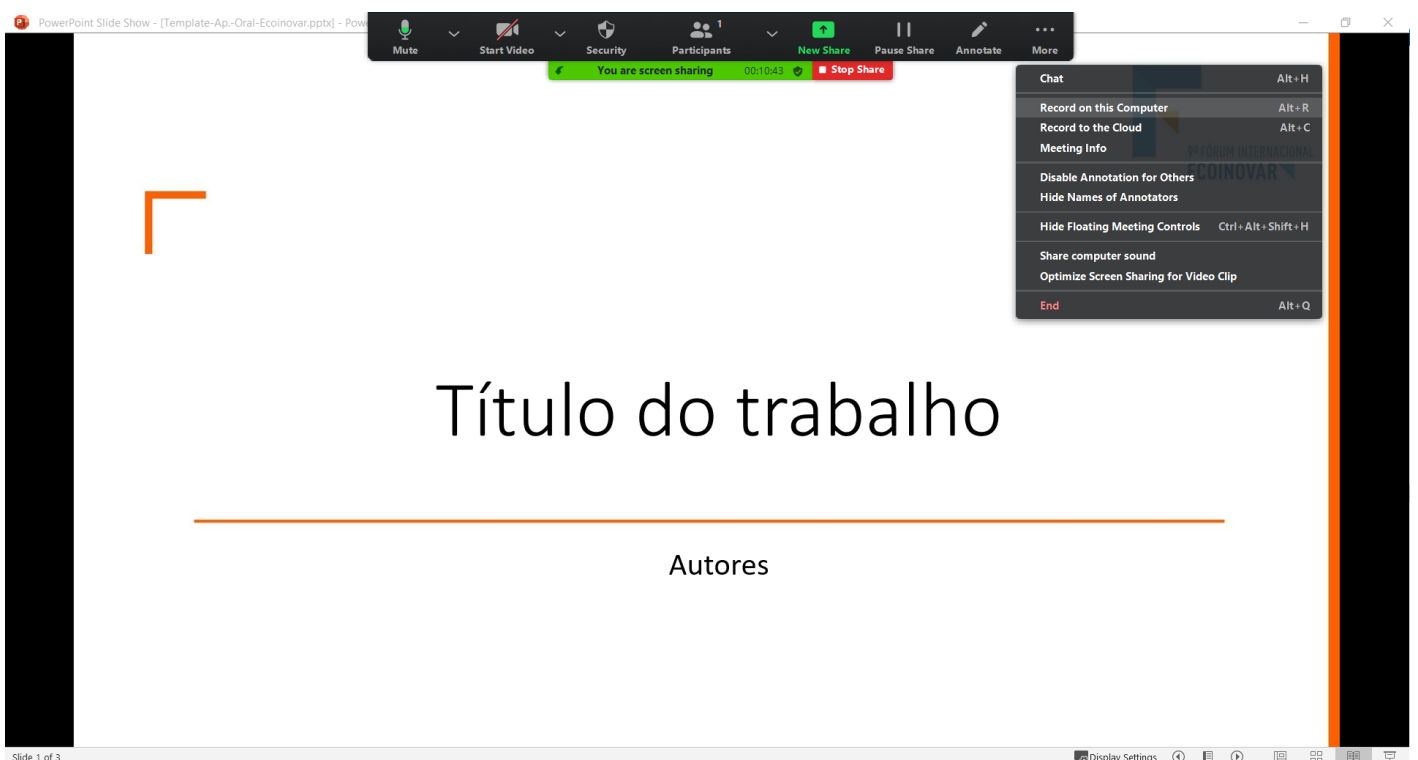 PowerPoint Slide Show - [Template-Ap.-Oral-Ecoinovar.pptx] - Pow
Mute
Start Video
Security
1
Participants
New Share
Pause Share
Annotate
More
You are screen sharing 00:10:43 Stop Share
Chat Alt+H
Record on this Computer Alt+R
Record to the Cloud Alt+C
Meeting Info
9º FÓRUM INTERNACIONAL
ECOINOVAR
Disable Annotation for Others
Hide Names of Annotators
Hide Floating Meeting Controls Ctrl+Alt+Shift+H
Share computer sound
Optimize Screen Sharing for Video Clip
End Alt+Q
Título do trabalho
Autores
Slide 1 of 3
Display Settings